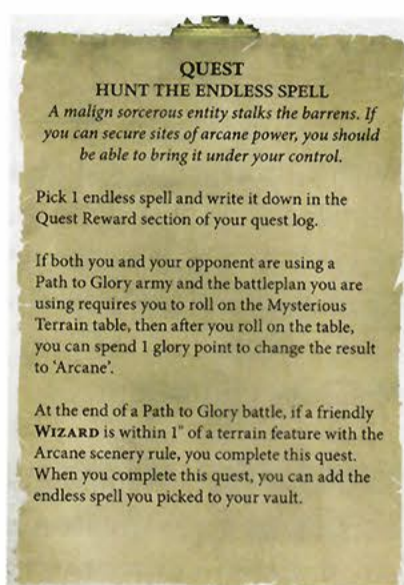 QUEST
HUNT THE ENDLESS SPELL
A malign sorcerous entity stalks the barrens. If
you can secure sites of arcane power, you should
be able to bring it under your control.
Pick 1 endless spell and write it down in the
Quest Reward section of your quest log.
If both you and your opponent are using a
Path to Glory army and the battleplan you are
using requires you to roll on the Mysterious
Terrain table, then after you roll on the table,
you can spend 1 glory point to change the result
to ‘Arcane’.
At the end of a Path to Glory battle, if a friendly
WIZARD is within 1" of a terrain feature with the
Arcane scenery rule, you complete this quest.
When you complete this quest, you can add the
endless spell you picked to your vault.